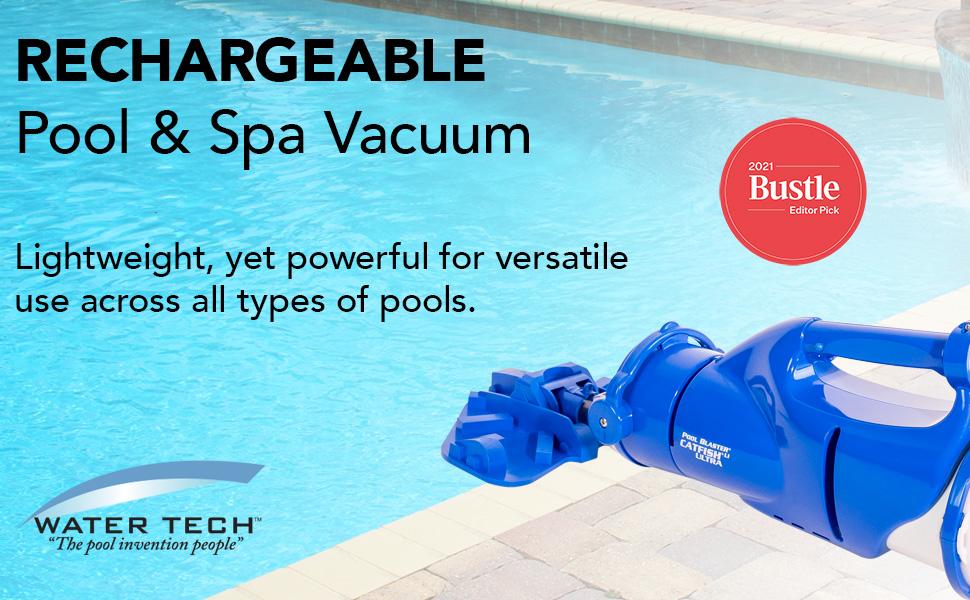 RECHARGEABLE
Pool & Spa Vacuum
2021
Bustle
Editor Pick
Lightweight, yet powerful for versatile
use across all types of pools.
POOL BLASTER®
CATFISH® Li
ULTRA
WATER TECH™
"The pool invention people"